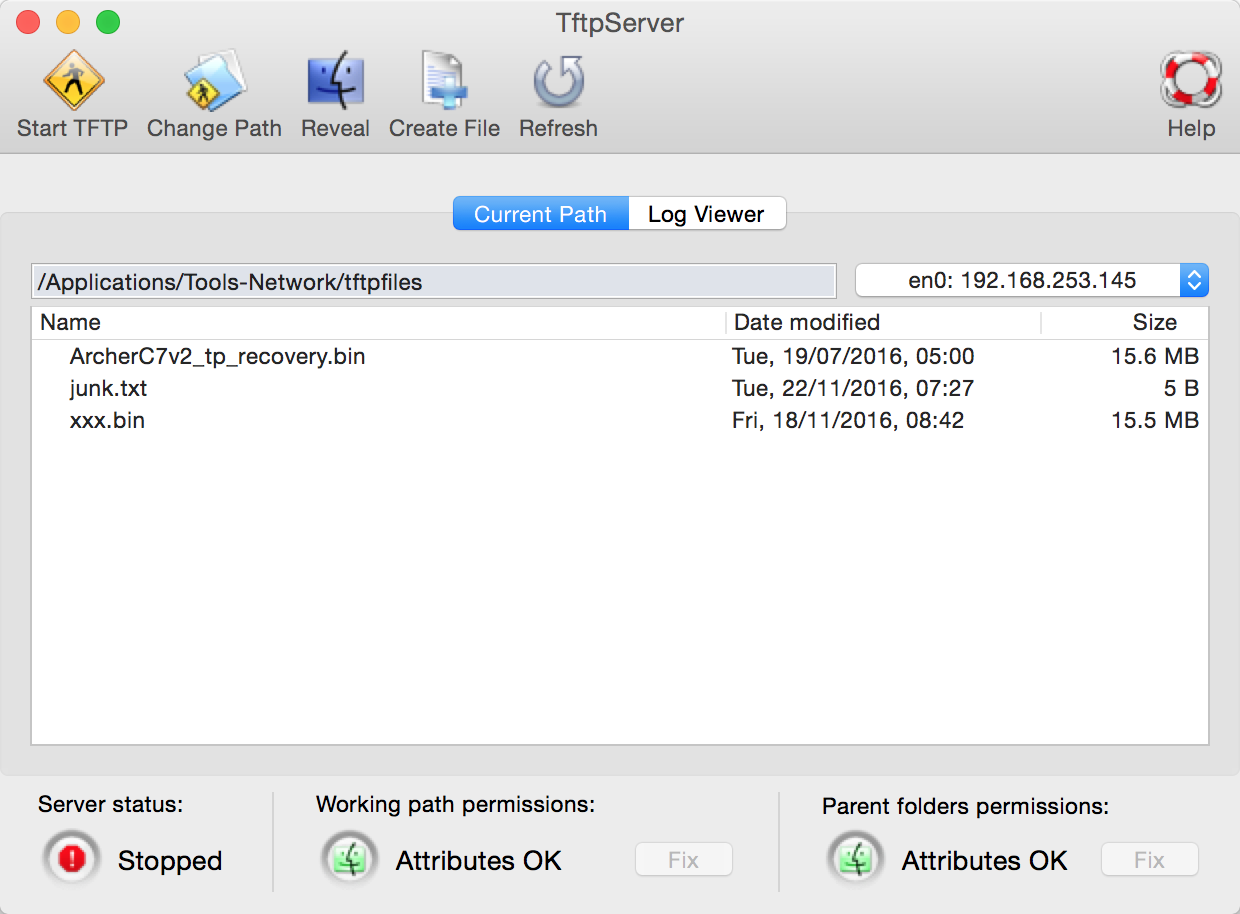 TftpServer
Start TFTP Change Path Reveal Create File Refresh Help
Current Path Log Viewer
/Applications/Tools-Network/tftpfiles en0: 192.168.253.145
Name Date modified Size
ArcherC7v2_tp_recovery.bin Tue, 19/07/2016, 05:00 15.6 MB
junk.txt Tue, 22/11/2016, 07:27 5 B
xxx.bin Fri, 18/11/2016, 08:42 15.5 MB
Server status: Working path permissions: Parent folders permissions:
Stopped Attributes OK Fix Attributes OK Fix